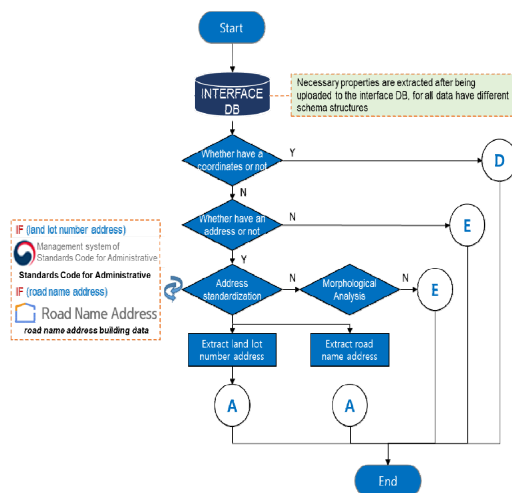 Start
INTERFACE
DB
Necessary properties are extracted after being
uploaded to the interface DB, for all data have different
schema structures
Whether have a
coordinates or not
Y
D
N
Whether have an
address or not
N
E
Y
IF (land lot number address)
Management system of
Standards Code for Administrative
Standards Code for Administrative
IF (road name address)
Road Name Address
road name address building data
Address
standardization
N
Morphological
Analysis
N
E
Extract land lot
number address
Extract road
name address
A
A
End